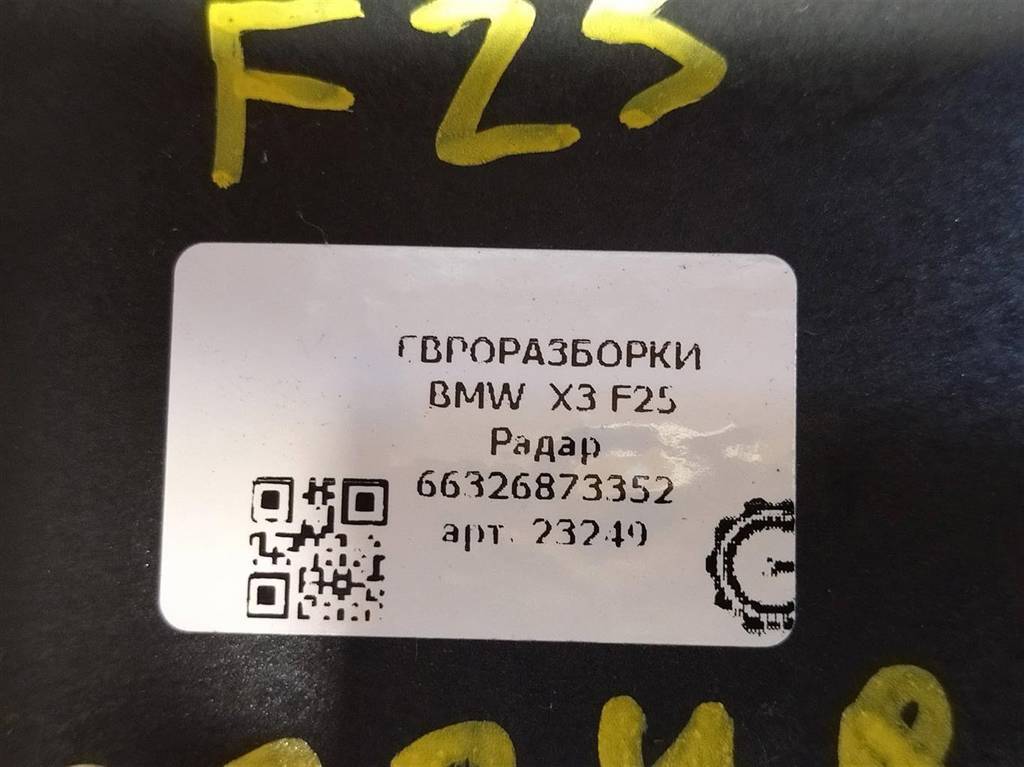 F25
ЕВРОРАЗБОРКИ
BMW X3 F25
Радар
66326873352
арт. 23249